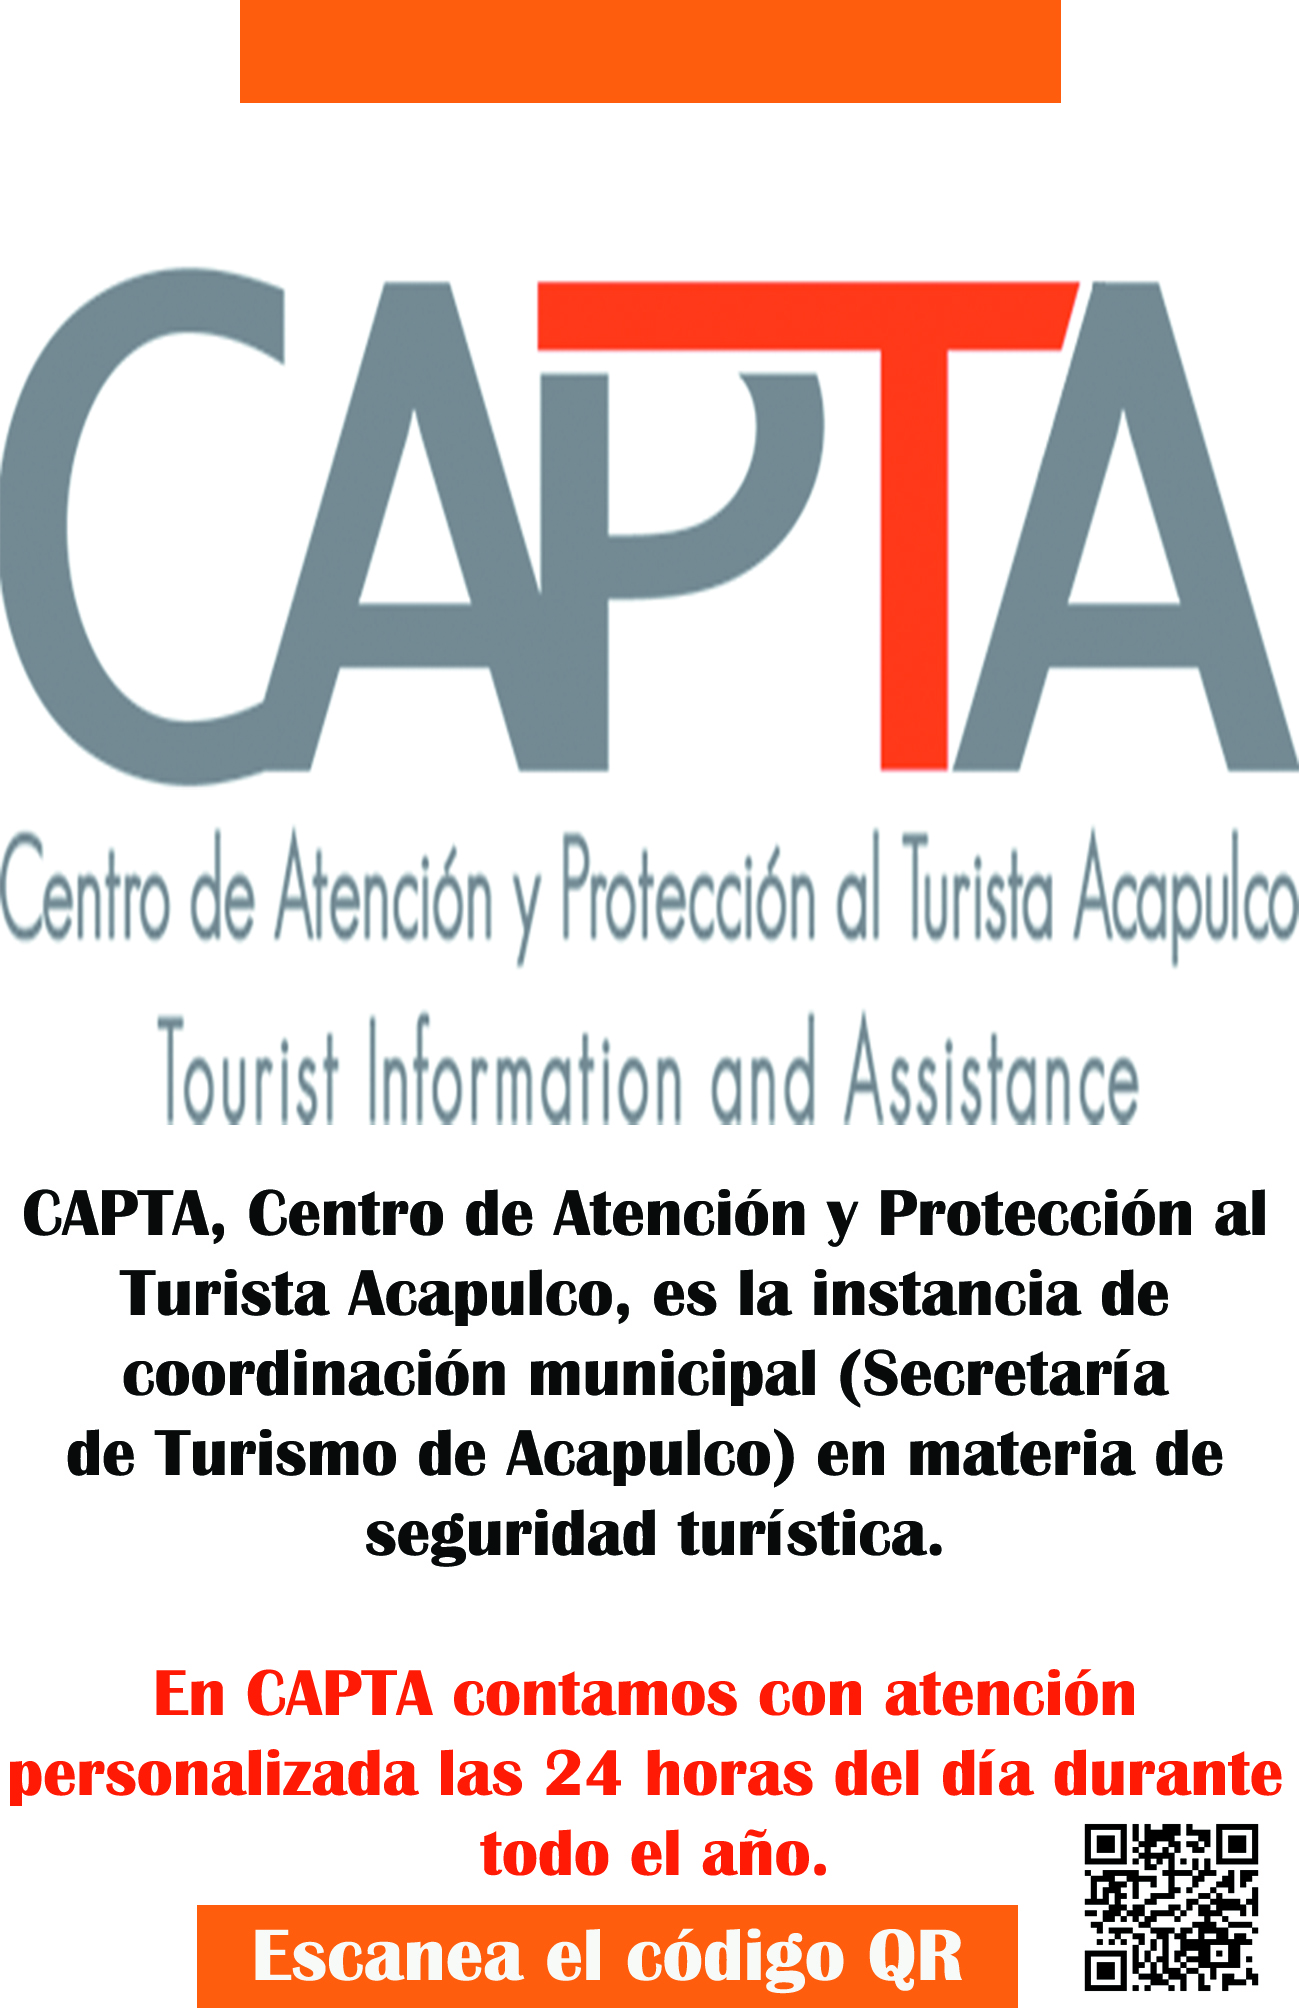 CAPTA
Centro de Atención y Protección al Turista Acapulco
Tourist Information and Assistance
CAPTA, Centro de Atención y Protección al
Turista Acapulco, es la instancia de
coordinación municipal (Secretaría
de Turismo de Acapulco) en materia de
seguridad turística.
En CAPTA contamos con atención
personalizada las 24 horas del día durante
todo el año.
Escanea el código QR